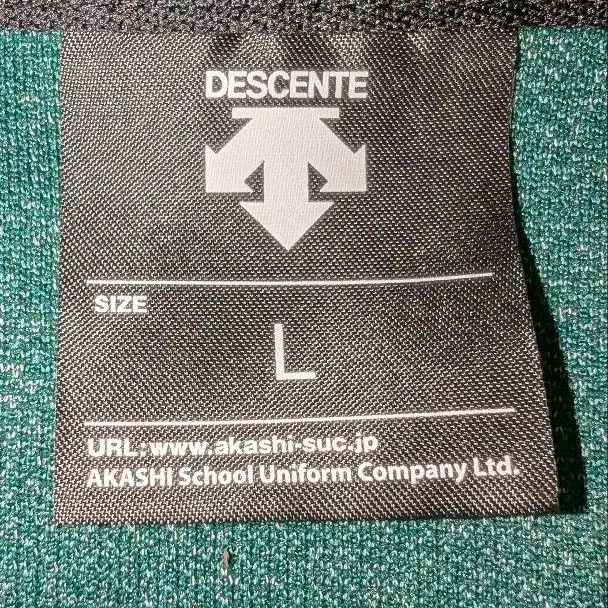 DESCENTE
SIZE
L
URL:www.akashi-suc.jp
AKASHI School Uniform Company Ltd.